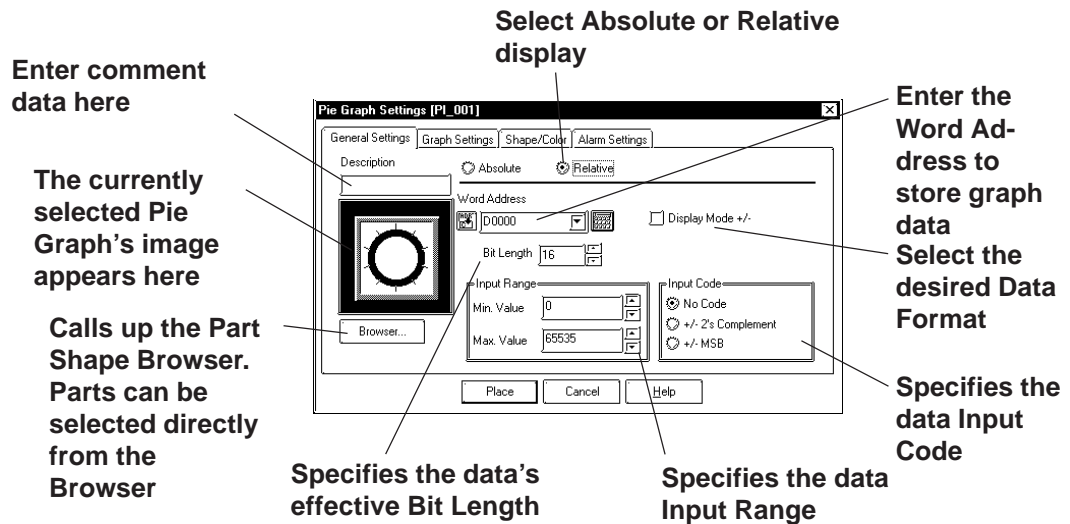 Select Absolute or Relative
display
Enter comment
data here
Enter the
Word Ad-
dress to
store graph
data
Pie Graph Settings [PI_001]
General Settings
Graph Settings
Shape/Color
Alarm Settings
Description
Absolute
Relative
The currently
selected Pie
Graph's image
appears here
Word Address
D0000
Display Mode +/-
Bit Length
16
Select the
desired Data
Format
Input Range
Min. Value
0
Max. Value
65535
Input Code
No Code
+/- 2's Complement
+/- MSB
Browser...
Calls up the Part
Shape Browser.
Parts can be
selected directly
from the
Browser
Place
Cancel
Help
Specifies the
data Input
Code
Specifies the data's
effective Bit Length
Specifies the data
Input Range